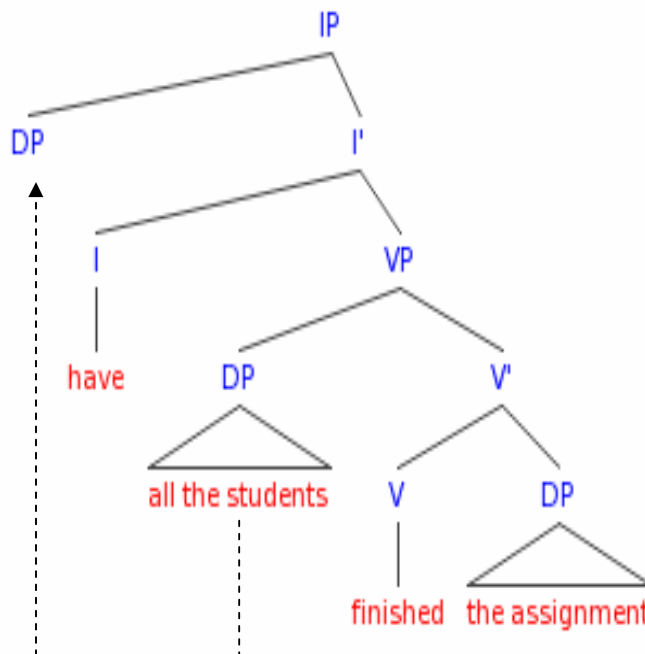 IP
DP I'
I VP
have DP V'
all the students V DP
finished the assignment